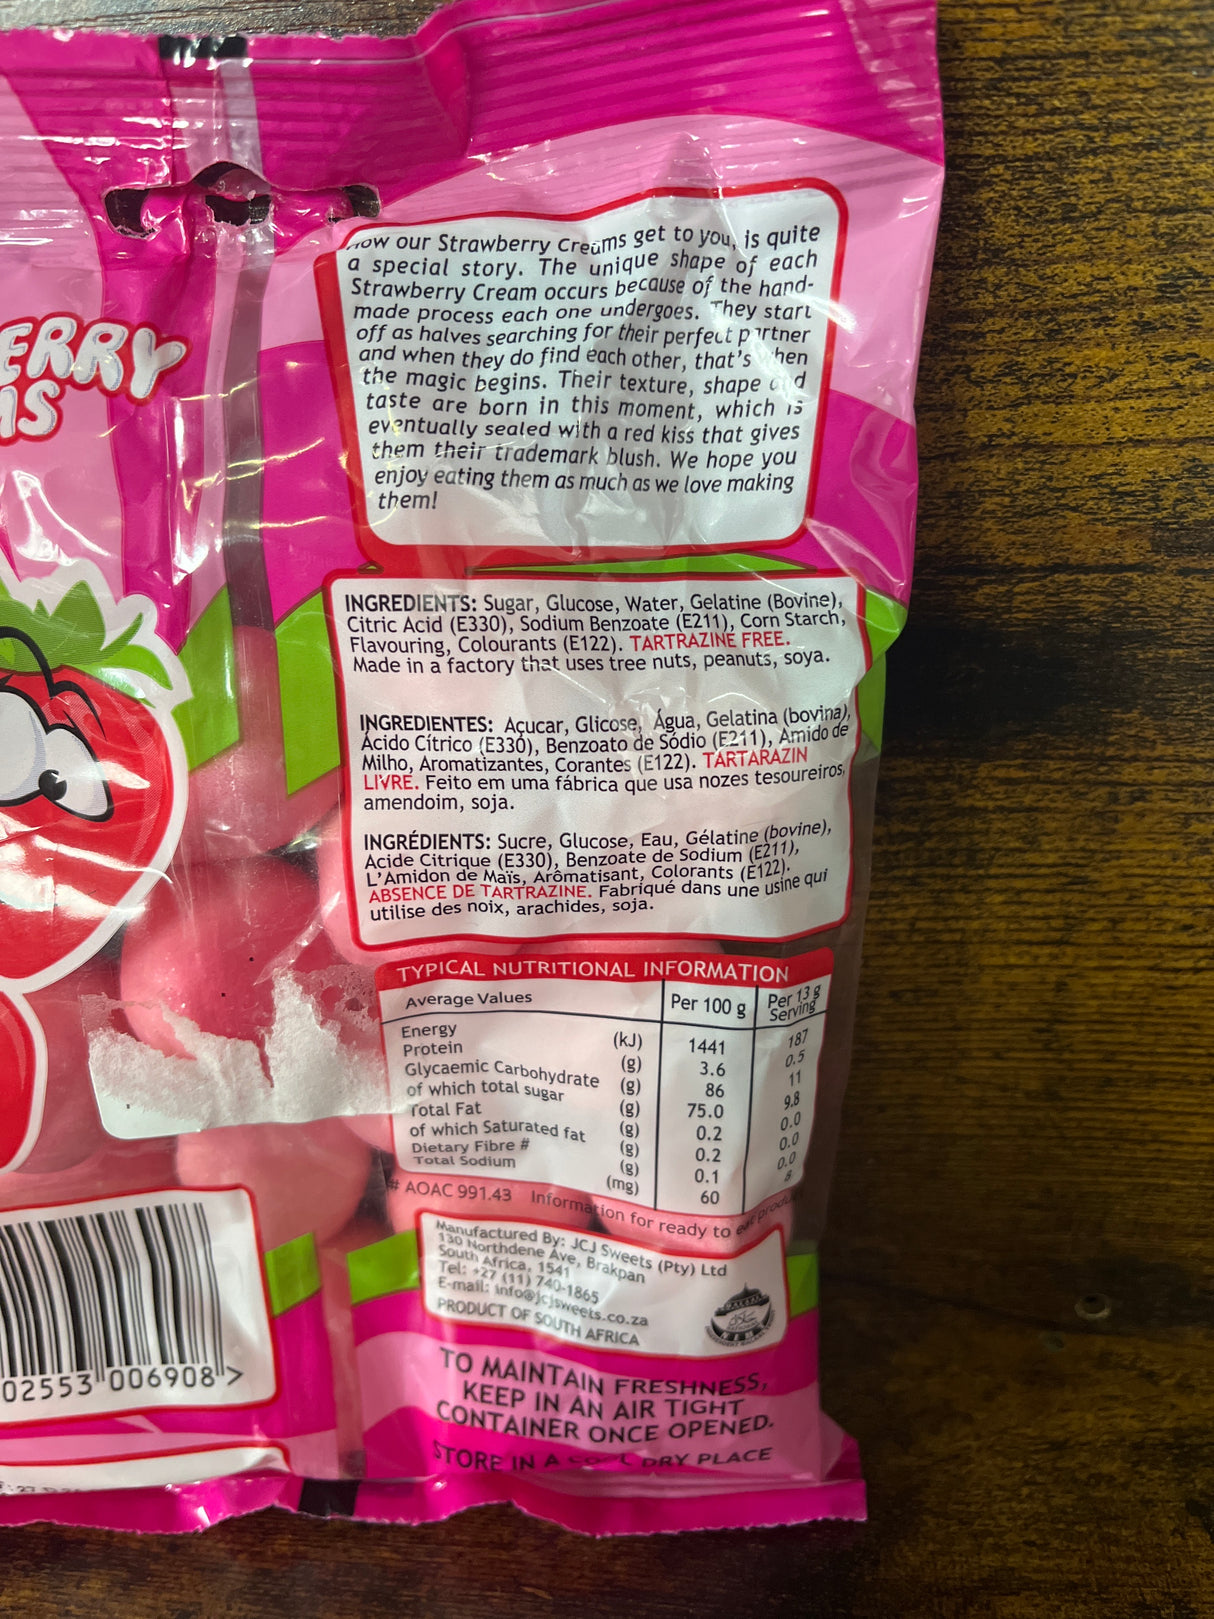 ERRY
MS
How our Strawberry Creams get to you, is quite
a special story. The unique shape of each
Strawberry Cream occurs because of the hand-
made process each one undergoes. They start
off as halves searching for their perfect partner
and when they do find each other, that's when
the magic begins. Their texture, shape and
taste are born in this moment, which is
eventually sealed with a red kiss that gives
them their trademark blush. We hope you
enjoy eating them as much as we love making
them!
INGREDIENTS: Sugar, Glucose, Water, Gelatine (Bovine),
Citric Acid (E330), Sodium Benzoate (E211), Corn Starch,
Flavouring, Colourants (E122). TARTRAZINE FREE.
Made in a factory that uses tree nuts, peanuts, soya.
INGREDIENTES: Açucar, Glicose, Água, Gelatina (bovina),
Ácido Cítrico (E330), Benzoato de Sódio (E211), Amido de
Milho, Aromatizantes, Corantes (E122). TARTARAZIN
LIVRE. Feito em uma fábrica que usa nozes tesoureiros,
amendoim, soja.
INGRÉDIENTS: Sucre, Glucose, Eau, Gélatine (bovine),
Acide Citrique (E330), Benzoate de Sodium (E211),
L'Amidon de Maïs, Arômatisant, Colorants (E122).
ABSENCE DE TARTRAZINE. Fabriqué dans une usine qui
utilise des noix, arachides, soja.
TYPICAL NUTRITIONAL INFORMATION
Average Values Per 100 g Per 13 g Serving
Energy (kJ) 1441 187
Protein (g) 3.6 0.5
Glycaemic Carbohydrate (g) 86 11
of which total sugar (g) 75.0 9.8
Total Fat (g) 0.2 0.0
of which Saturated fat (g) 0.2 0.0
Dietary Fibre # (g) 0.1 0.0
Total Sodium (mg) 60 8
# AOAC 991.43 Information for ready to eat product
Manufactured By: JCJ Sweets (Pty) Ltd
130 Northdene Ave, Brakpan
South Africa, 1541
Tel: +27 (11) 740-1865
E-mail: info@jcjsweets.co.za
PRODUCT OF SOUTH AFRICA
02553 006908 >
TO MAINTAIN FRESHNESS,
KEEP IN AN AIR TIGHT
CONTAINER ONCE OPENED.
STORE IN A COOL DRY PLACE